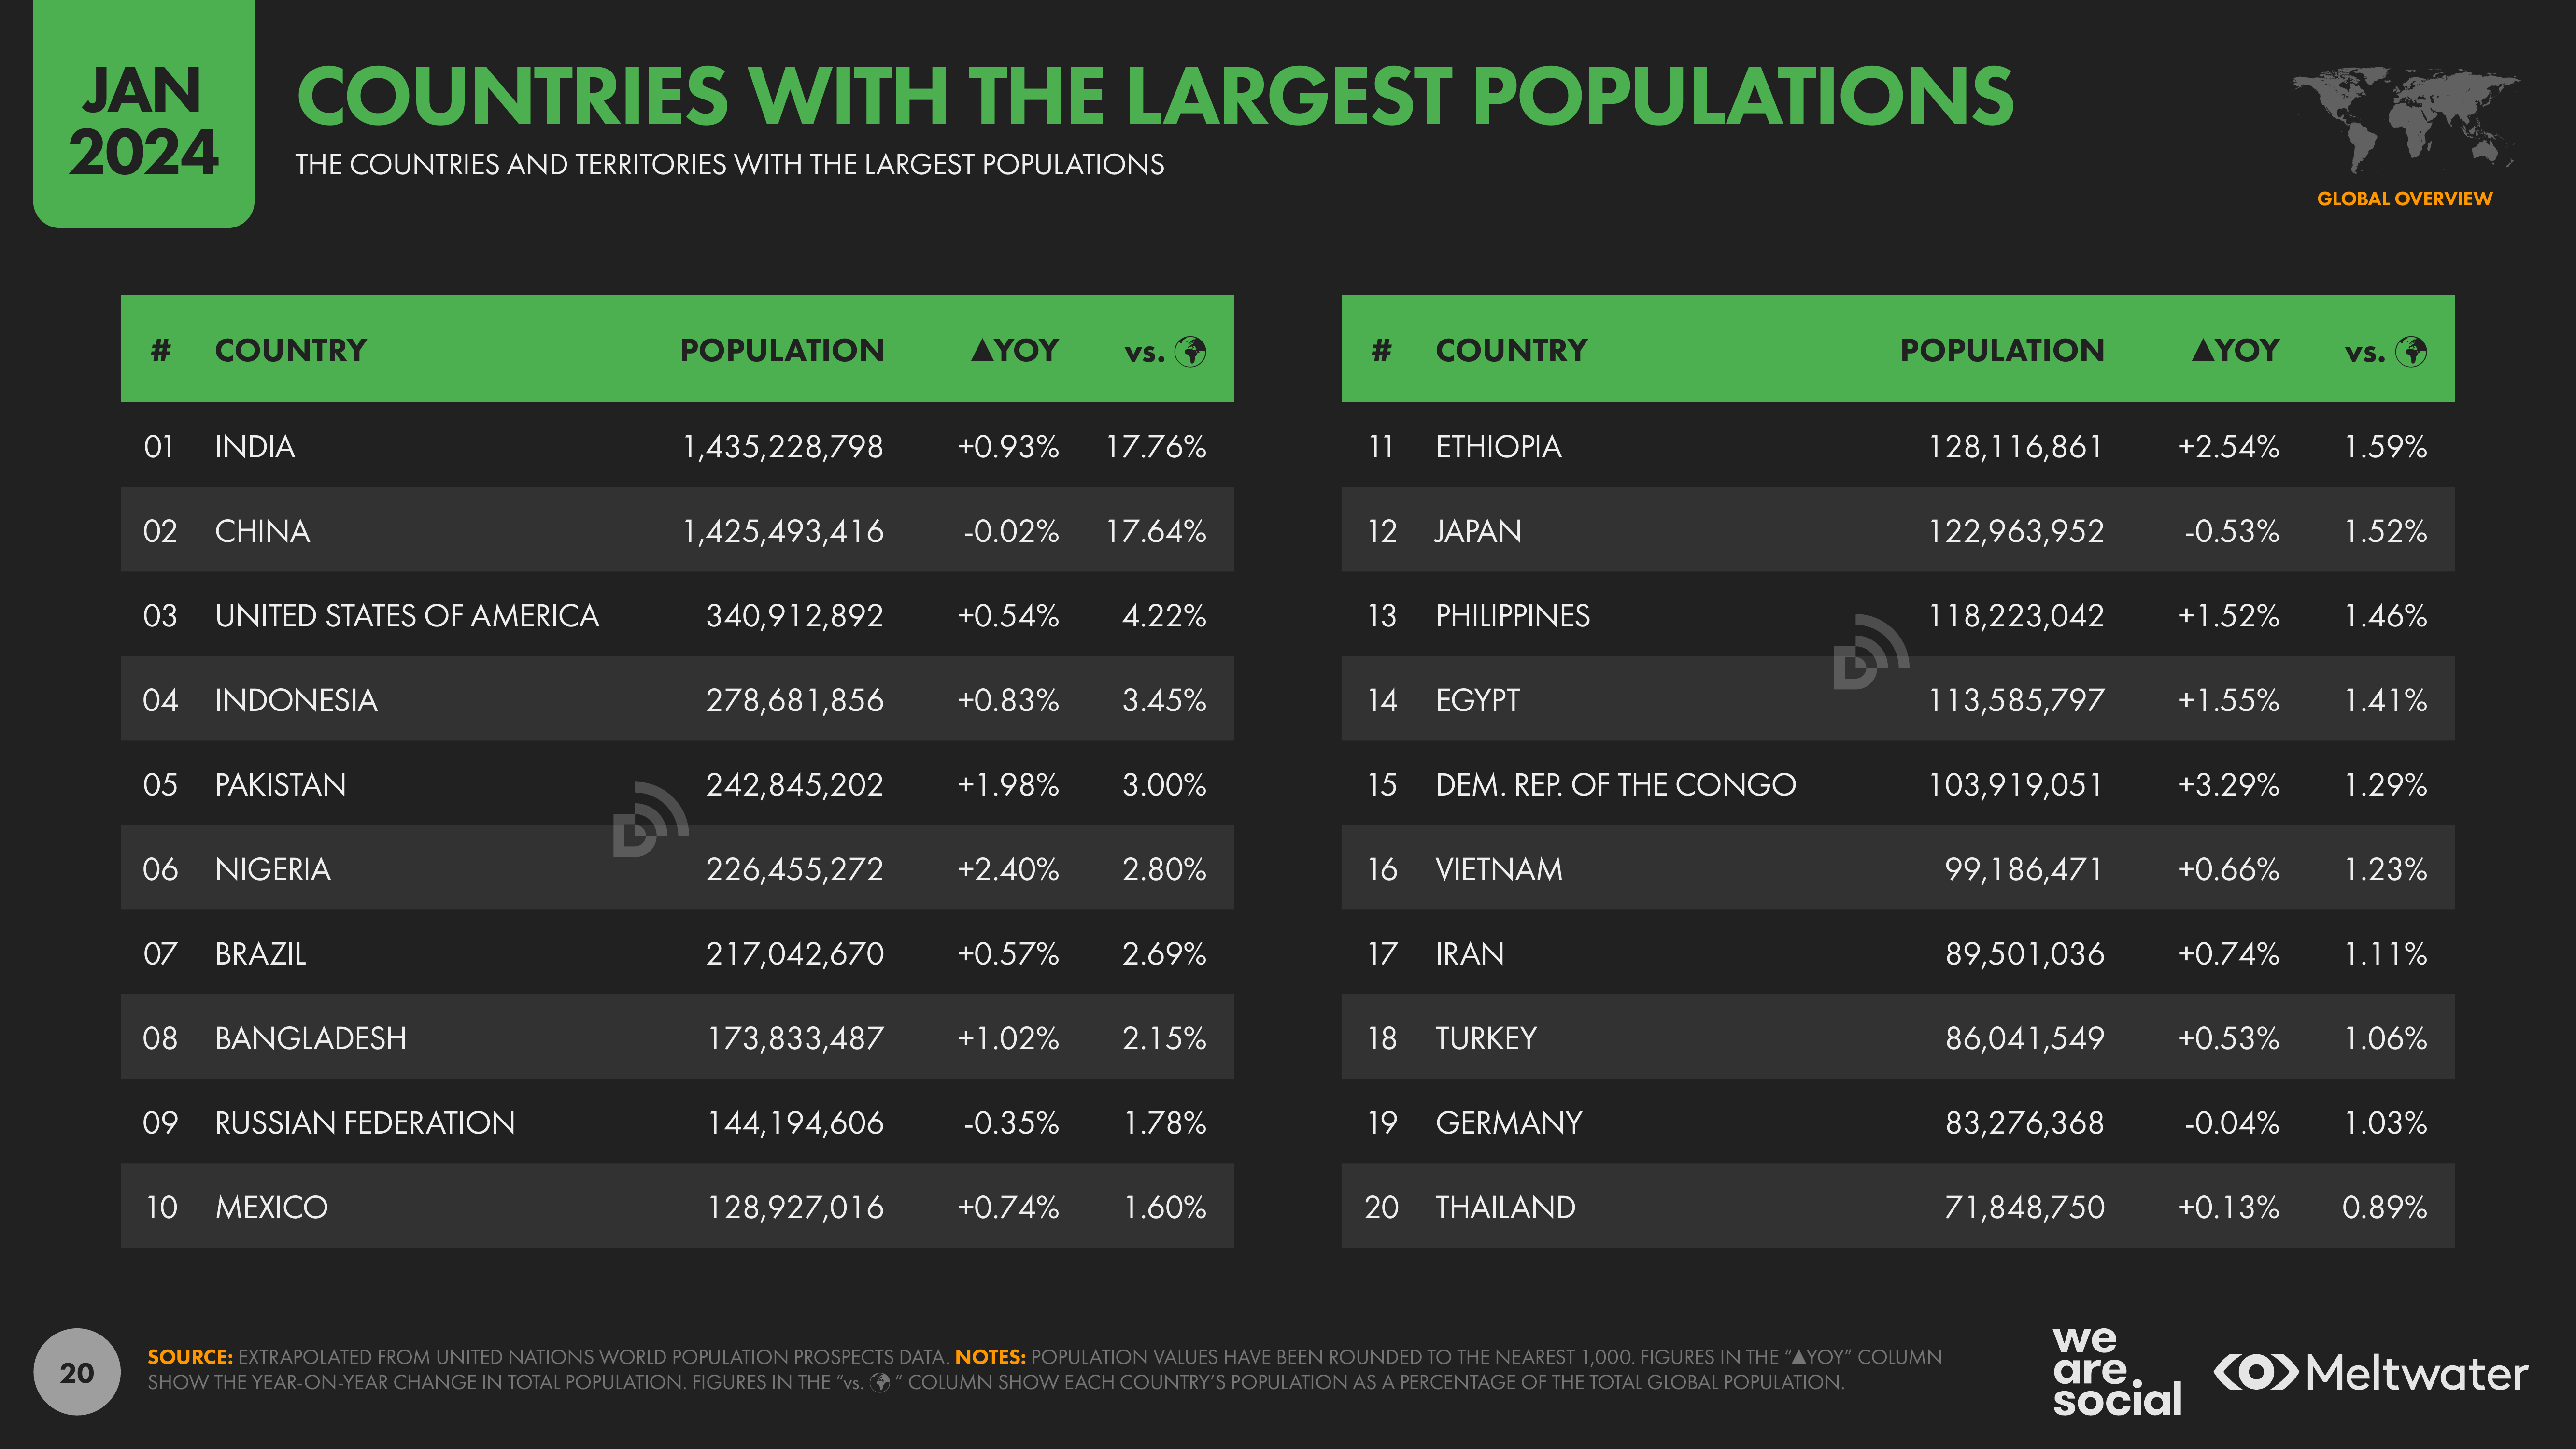 JAN
2024
COUNTRIES WITH THE LARGEST POPULATIONS
THE COUNTRIES AND TERRITORIES WITH THE LARGEST POPULATIONS
GLOBAL OVERVIEW
# COUNTRY POPULATION ▲YOY vs.
01 INDIA 1,435,228,798 +0.93% 17.76%
02 CHINA 1,425,493,416 -0.02% 17.64%
03 UNITED STATES OF AMERICA 340,912,892 +0.54% 4.22%
04 INDONESIA 278,681,856 +0.83% 3.45%
05 PAKISTAN 242,845,202 +1.98% 3.00%
06 NIGERIA 226,455,272 +2.40% 2.80%
07 BRAZIL 217,042,670 +0.57% 2.69%
08 BANGLADESH 173,833,487 +1.02% 2.15%
09 RUSSIAN FEDERATION 144,194,606 -0.35% 1.78%
10 MEXICO 128,927,016 +0.74% 1.60%
# COUNTRY POPULATION ▲YOY vs.
11 ETHIOPIA 128,116,861 +2.54% 1.59%
12 JAPAN 122,963,952 -0.53% 1.52%
13 PHILIPPINES 118,223,042 +1.52% 1.46%
14 EGYPT 113,585,797 +1.55% 1.41%
15 DEM. REP. OF THE CONGO 103,919,051 +3.29% 1.29%
16 VIETNAM 99,186,471 +0.66% 1.23%
17 IRAN 89,501,036 +0.74% 1.11%
18 TURKEY 86,041,549 +0.53% 1.06%
19 GERMANY 83,276,368 -0.04% 1.03%
20 THAILAND 71,848,750 +0.13% 0.89%
20
SOURCE: EXTRAPOLATED FROM UNITED NATIONS WORLD POPULATION PROSPECTS DATA. NOTES: POPULATION VALUES HAVE BEEN ROUNDED TO THE NEAREST 1,000. FIGURES IN THE “▲YOY” COLUMN
SHOW THE YEAR-ON-YEAR CHANGE IN TOTAL POPULATION. FIGURES IN THE “vs. “ COLUMN SHOW EACH COUNTRY’S POPULATION AS A PERCENTAGE OF THE TOTAL GLOBAL POPULATION.
we
are.
social
Meltwater